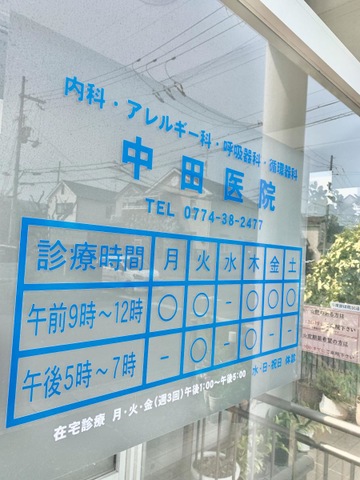 内科・アレルギー科・呼吸器科・循環器科
中田医院
TEL 0774-38-2477
診療時間 月 火 水 木 金 土
午前9時～12時 ○ ○ - ○ ○ ○
午後5時～7時 - ○ - ○ - -
水・日・祝日 休診
在宅診療 月・火・金(週3回)午後1:00～午後5:00